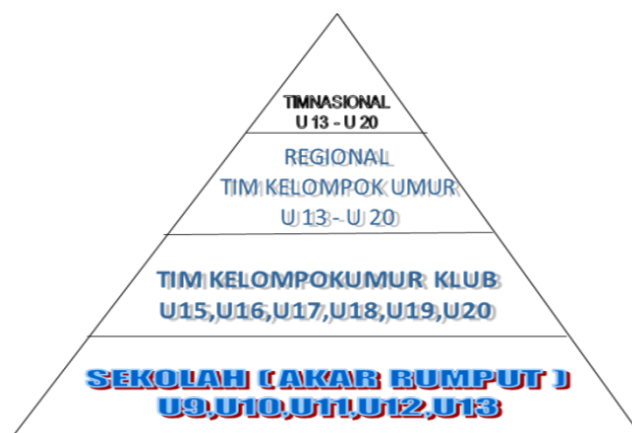 TIMNASIONAL
U 13 - U 20
REGIONAL
TIM KELOMPOK UMUR
U 13 - U 20
TIM KELOMPOKUMUR KLUB
U15,U16,U17,U18,U19,U20
SEKOLAH ( AKAR RUMPUT )
U9,U10,U11,U12,U13